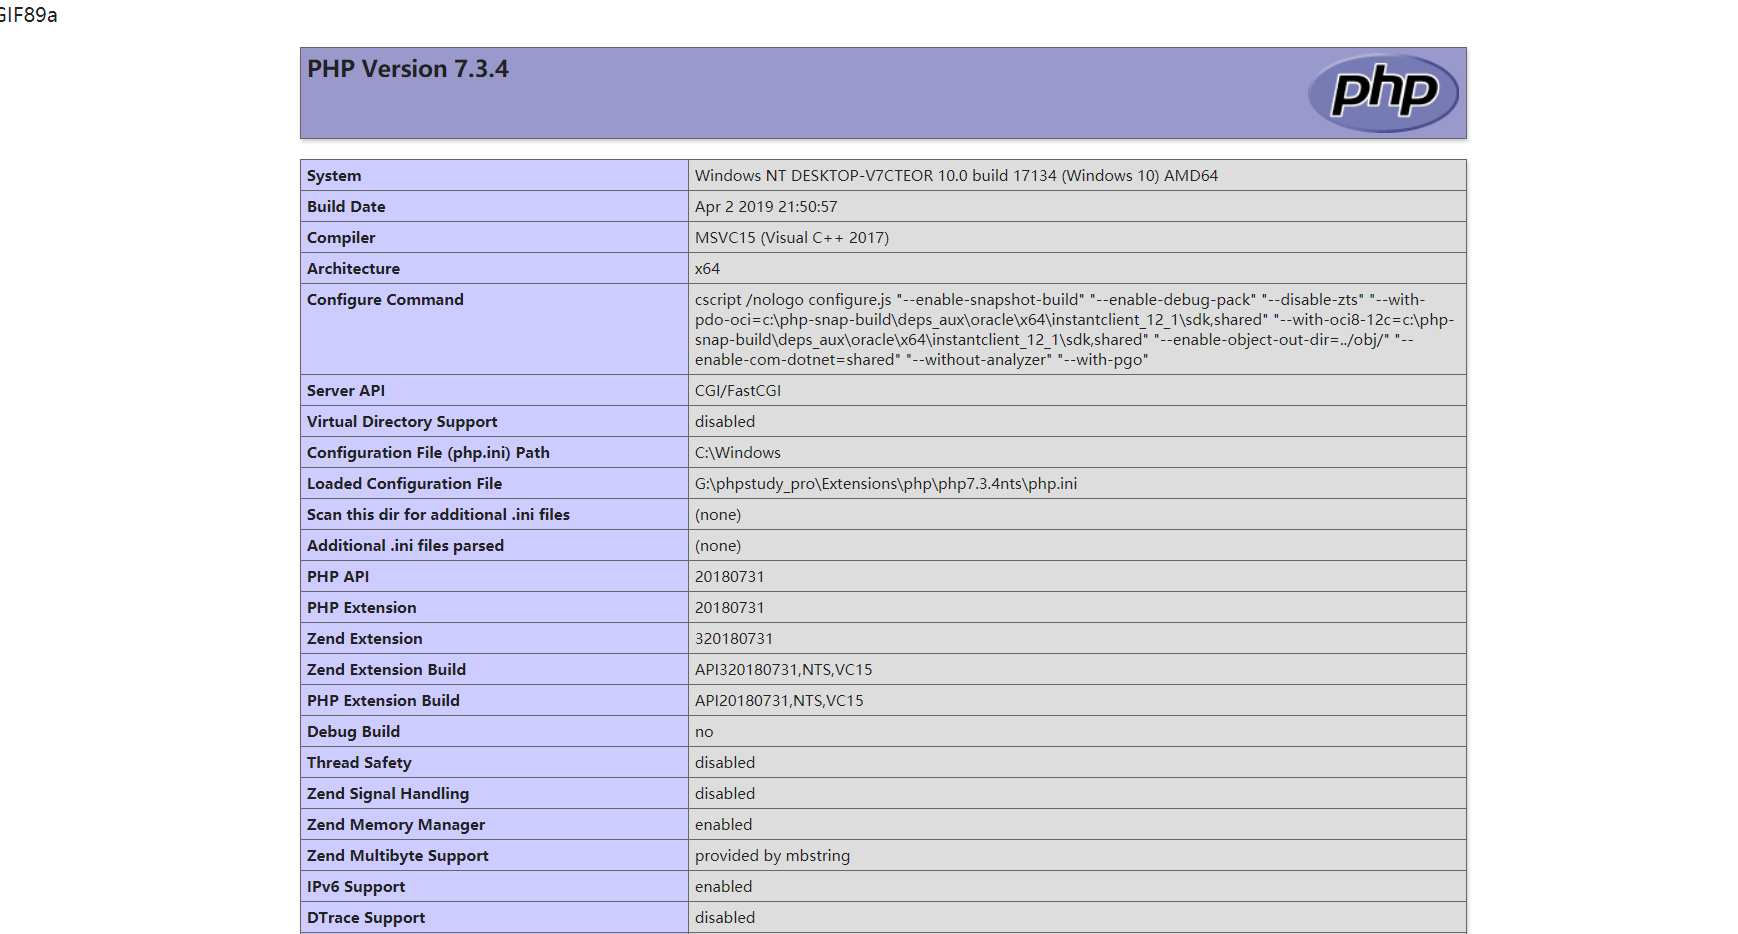 GIF89a
PHP Version 7.3.4
php
System Windows NT DESKTOP-V7CTEOR 10.0 build 17134 (Windows 10) AMD64
Build Date Apr 2 2019 21:50:57
Compiler MSVC15 (Visual C++ 2017)
Architecture x64
Configure Command cscript /nologo configure.js "--enable-snapshot-build" "--enable-debug-pack" "--disable-zts" "--with-
pdo-oci=c:\php-snap-build\deps_aux\oracle\x64\instantclient_12_1\sdk,shared" "--with-oci8-12c=c:\php-
snap-build\deps_aux\oracle\x64\instantclient_12_1\sdk,shared" "--enable-object-out-dir=../obj/" "--
enable-com-dotnet=shared" "--without-analyzer" "--with-pgo"
Server API CGI/FastCGI
Virtual Directory Support disabled
Configuration File (php.ini) Path C:\Windows
Loaded Configuration File G:\phpstudy_pro\Extensions\php\php7.3.4nts\php.ini
Scan this dir for additional .ini files (none)
Additional .ini files parsed (none)
PHP API 20180731
PHP Extension 20180731
Zend Extension 320180731
Zend Extension Build API320180731,NTS,VC15
PHP Extension Build API20180731,NTS,VC15
Debug Build no
Thread Safety disabled
Zend Signal Handling disabled
Zend Memory Manager enabled
Zend Multibyte Support provided by mbstring
IPv6 Support enabled
DTrace Support disabled